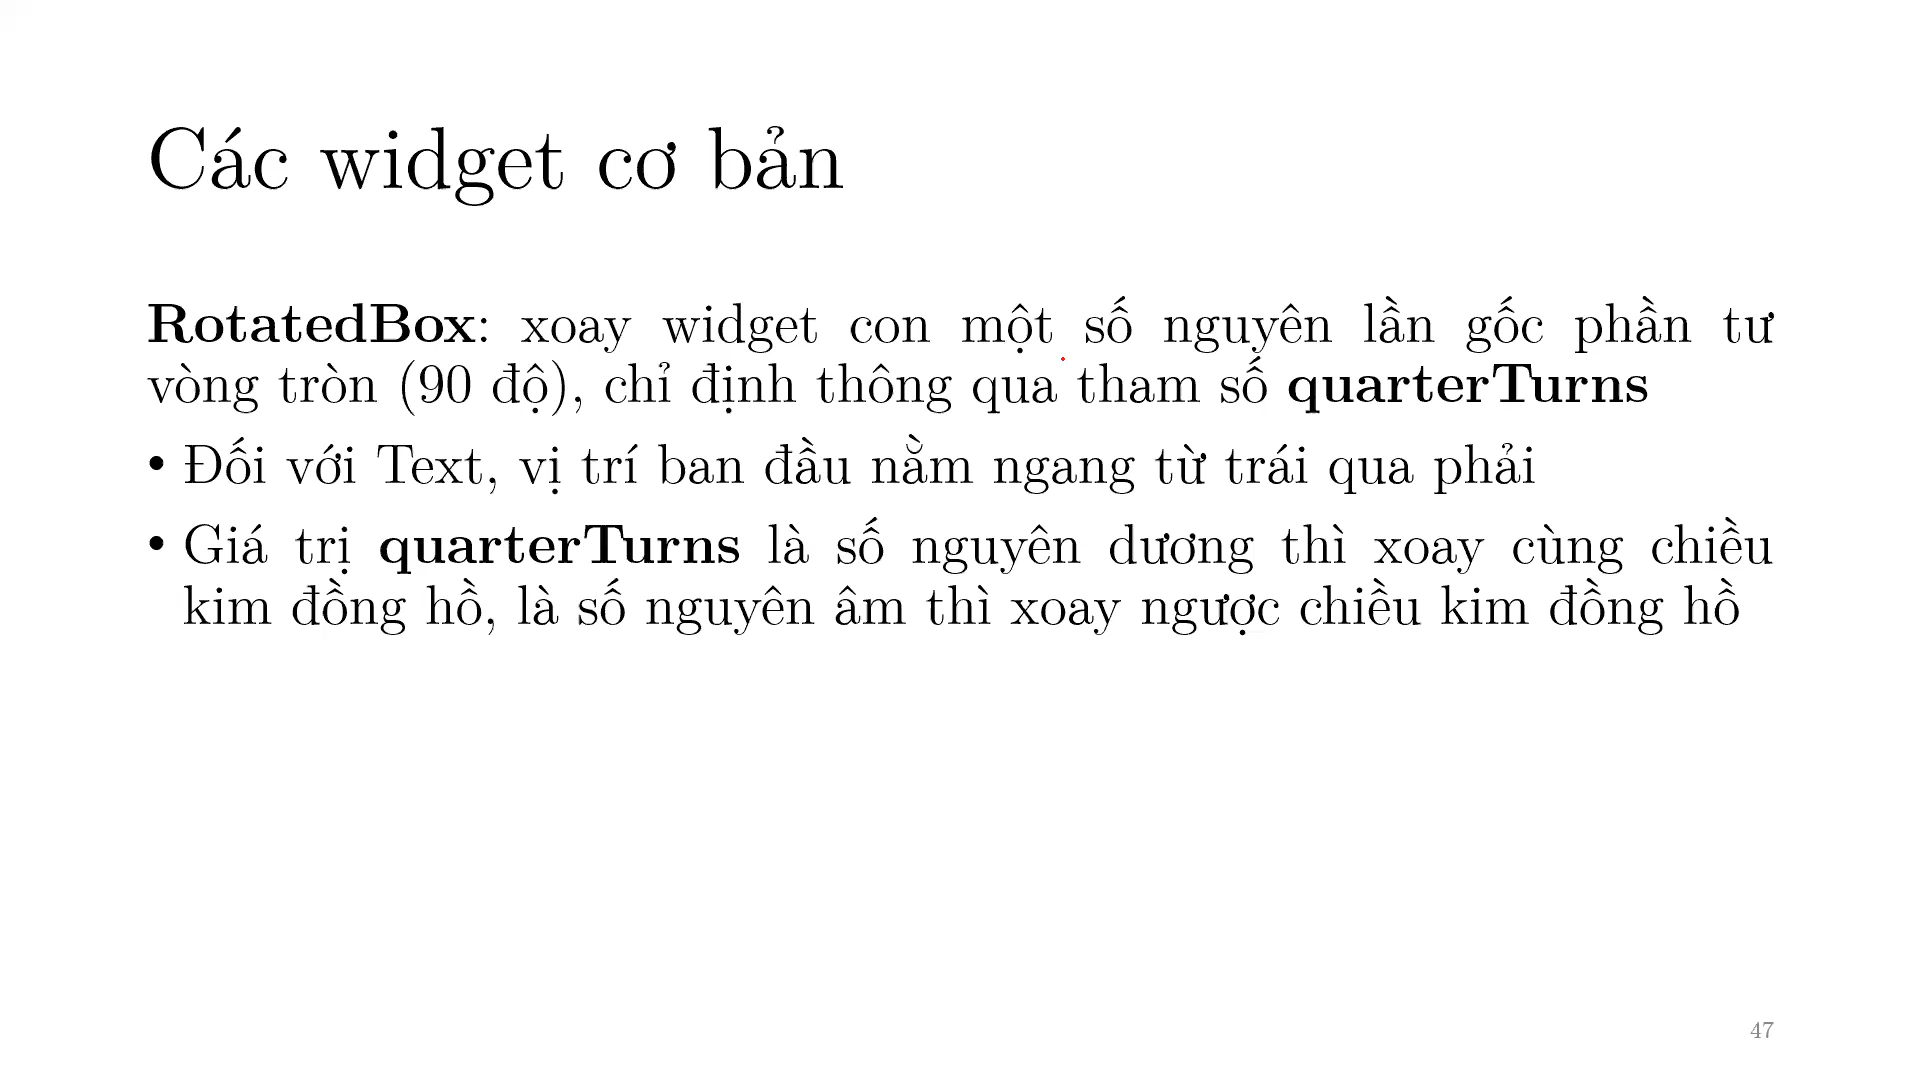 Các widget cơ bản
RotatedBox: xoay widget con một số nguyên lần gốc phần tư
vòng tròn (90 độ), chỉ định thông qua tham số quarterTurns
• Đối với Text, vị trí ban đầu nằm ngang từ trái qua phải
• Giá trị quarterTurns là số nguyên dương thì xoay cùng chiều
kim đồng hồ, là số nguyên âm thì xoay ngược chiều kim đồng hồ
47